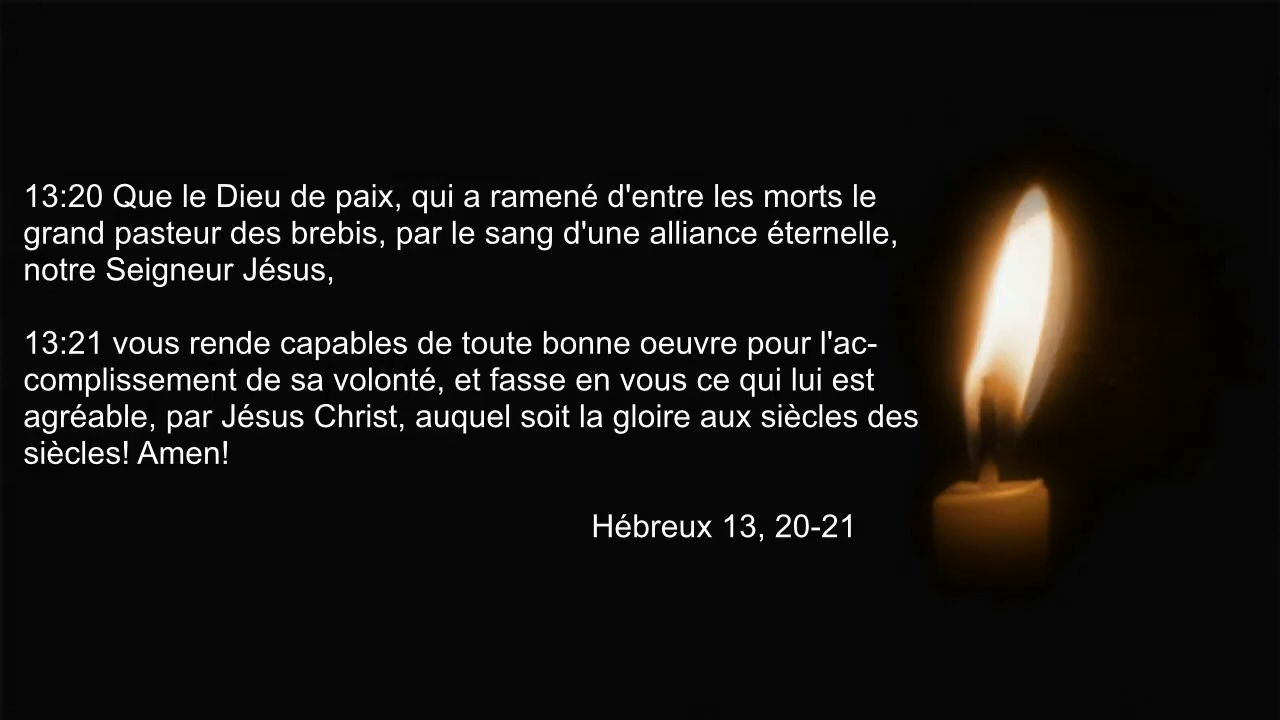 13:20 Que le Dieu de paix, qui a ramené d'entre les morts le
grand pasteur des brebis, par le sang d'une alliance éternelle,
notre Seigneur Jésus,
13:21 vous rende capables de toute bonne oeuvre pour l'ac-
complissement de sa volonté, et fasse en vous ce qui lui est
agréable, par Jésus Christ, auquel soit la gloire aux siècles des
siècles! Amen!
Hébreux 13, 20-21